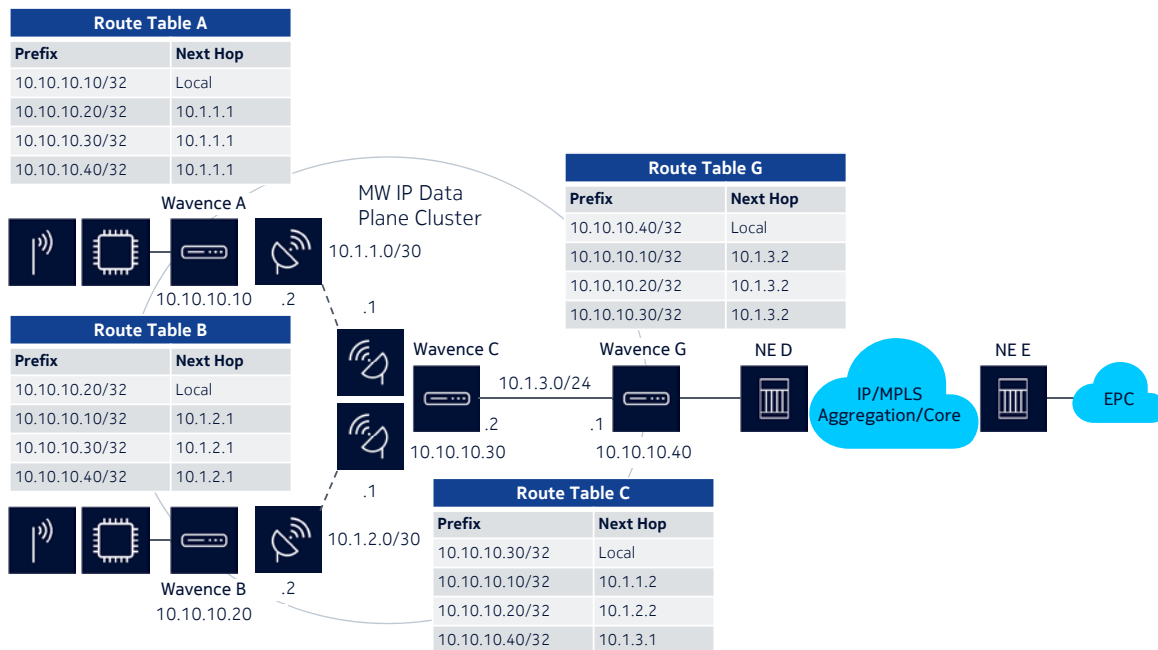 Route Table A
Prefix Next Hop
10.10.10.10/32 Local
10.10.10.20/32 10.1.1.1
10.10.10.30/32 10.1.1.1
10.10.10.40/32 10.1.1.1
Wavence A
10.10.10.10
.2
10.1.1.0/30
MW IP Data
Plane Cluster
Route Table G
Prefix Next Hop
10.10.10.40/32 Local
10.10.10.10/32 10.1.3.2
10.10.10.20/32 10.1.3.2
10.10.10.30/32 10.1.3.2
Route Table B
Prefix Next Hop
10.10.10.20/32 Local
10.10.10.10/32 10.1.2.1
10.10.10.30/32 10.1.2.1
10.10.10.40/32 10.1.2.1
.1
Wavence C
10.1.3.0/24
.2
10.10.10.30
Wavence G
.1
10.10.10.40
NE D
IP/MPLS
Aggregation/Core
NE E
EPC
.1
10.1.2.0/30
.2
Wavence B
10.10.10.20
Route Table C
Prefix Next Hop
10.10.10.30/32 Local
10.10.10.10/32 10.1.1.2
10.10.10.20/32 10.1.2.2
10.10.10.40/32 10.1.3.1